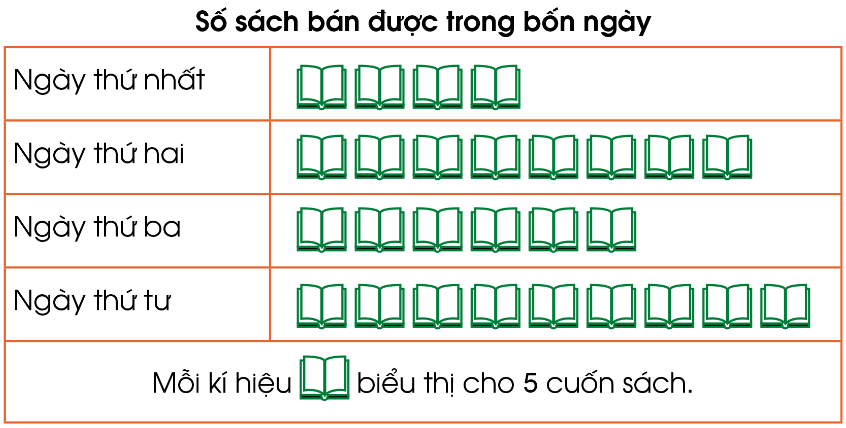 Số sách bán được trong bốn ngày
Ngày thứ nhất
Ngày thứ hai
Ngày thứ ba
Ngày thứ tư
Mỗi kí hiệu biểu thị cho 5 cuốn sách.